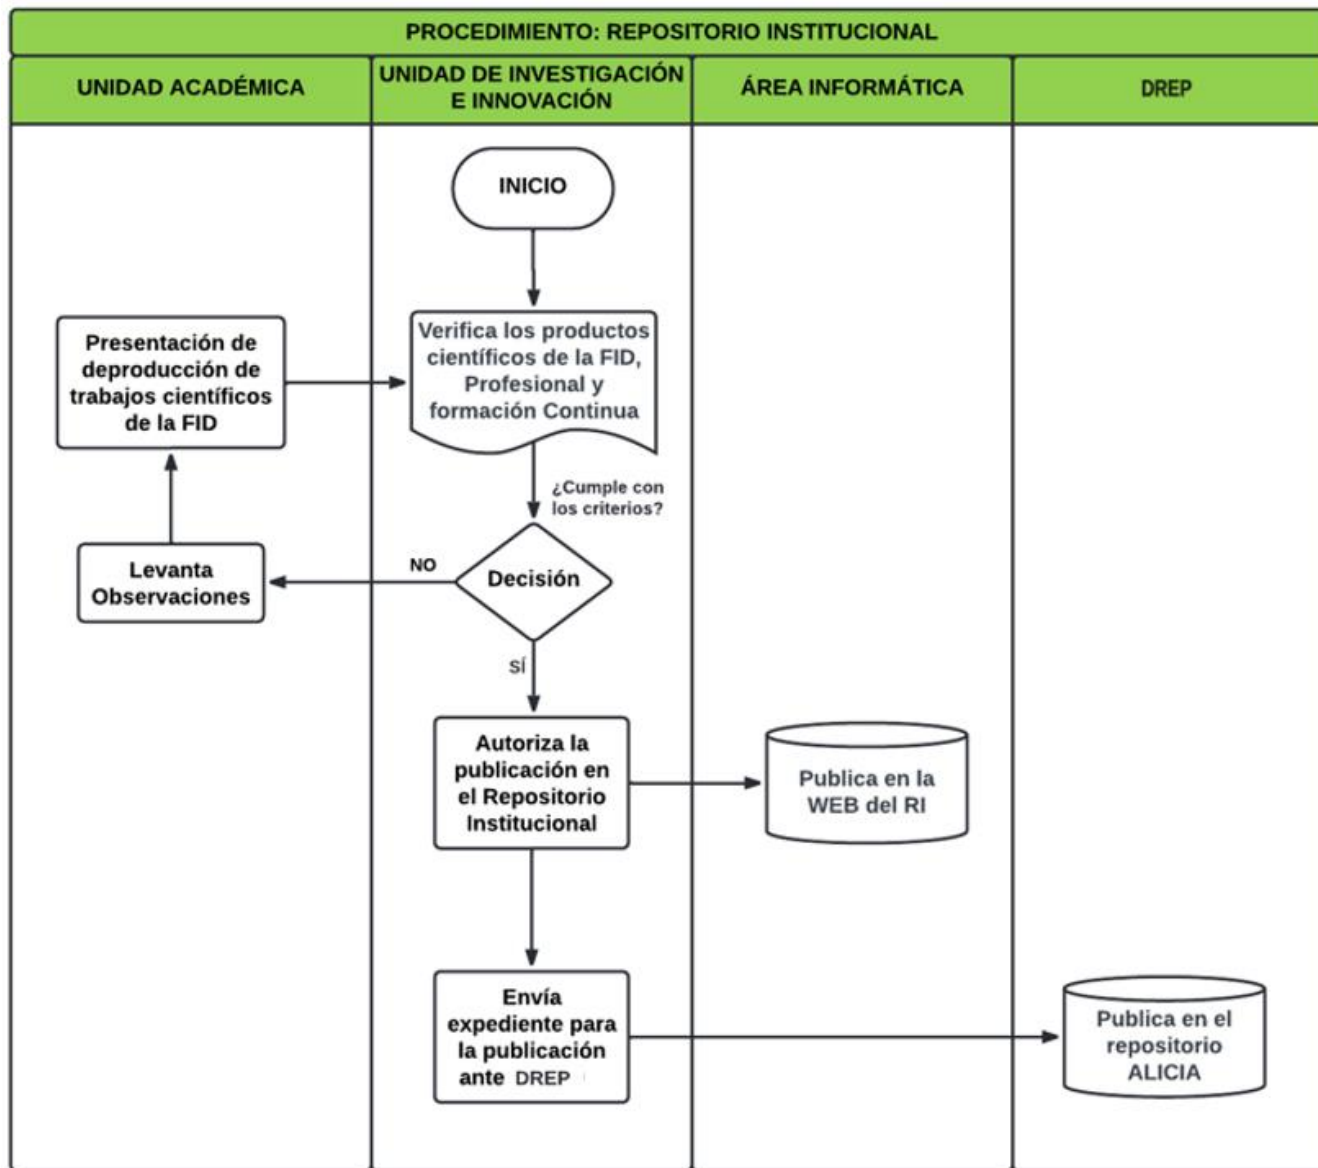 PROCEDIMIENTO: REPOSITORIO INSTITUCIONAL
UNIDAD ACADÉMICA
UNIDAD DE INVESTIGACIÓN
E INNOVACIÓN
ÁREA INFORMÁTICA
DREP
INICIO
Presentación de
deproducción de
trabajos científicos
de la FID
Verifica los productos
científicos de la FID,
Profesional y
formación Continua
¿Cumple con
los criterios?
Levanta
Observaciones
NO
Decisión
SÍ
Autoriza la
publicación en
el Repositorio
Institucional
Publica en la
WEB del RI
Envía
expediente para
la publicación
ante DREP
Publica en el
repositorio
ALICIA